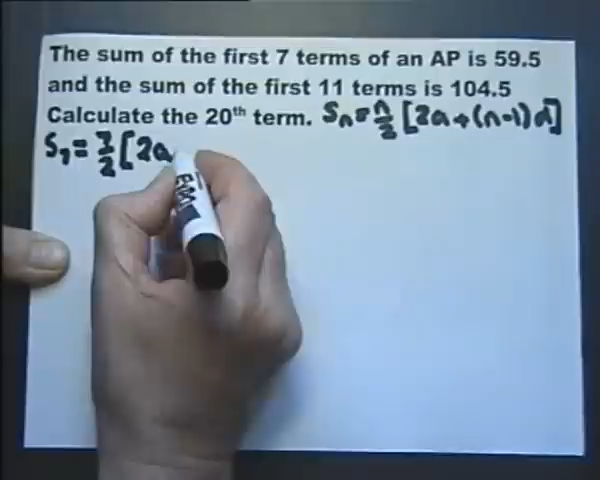 The sum of the first 7 terms of an AP is 59.5
and the sum of the first 11 terms is 104.5
Calculate the 20th term. Sn = n/2 [2a+(n-1)d]
S7 = 7/2 [2a